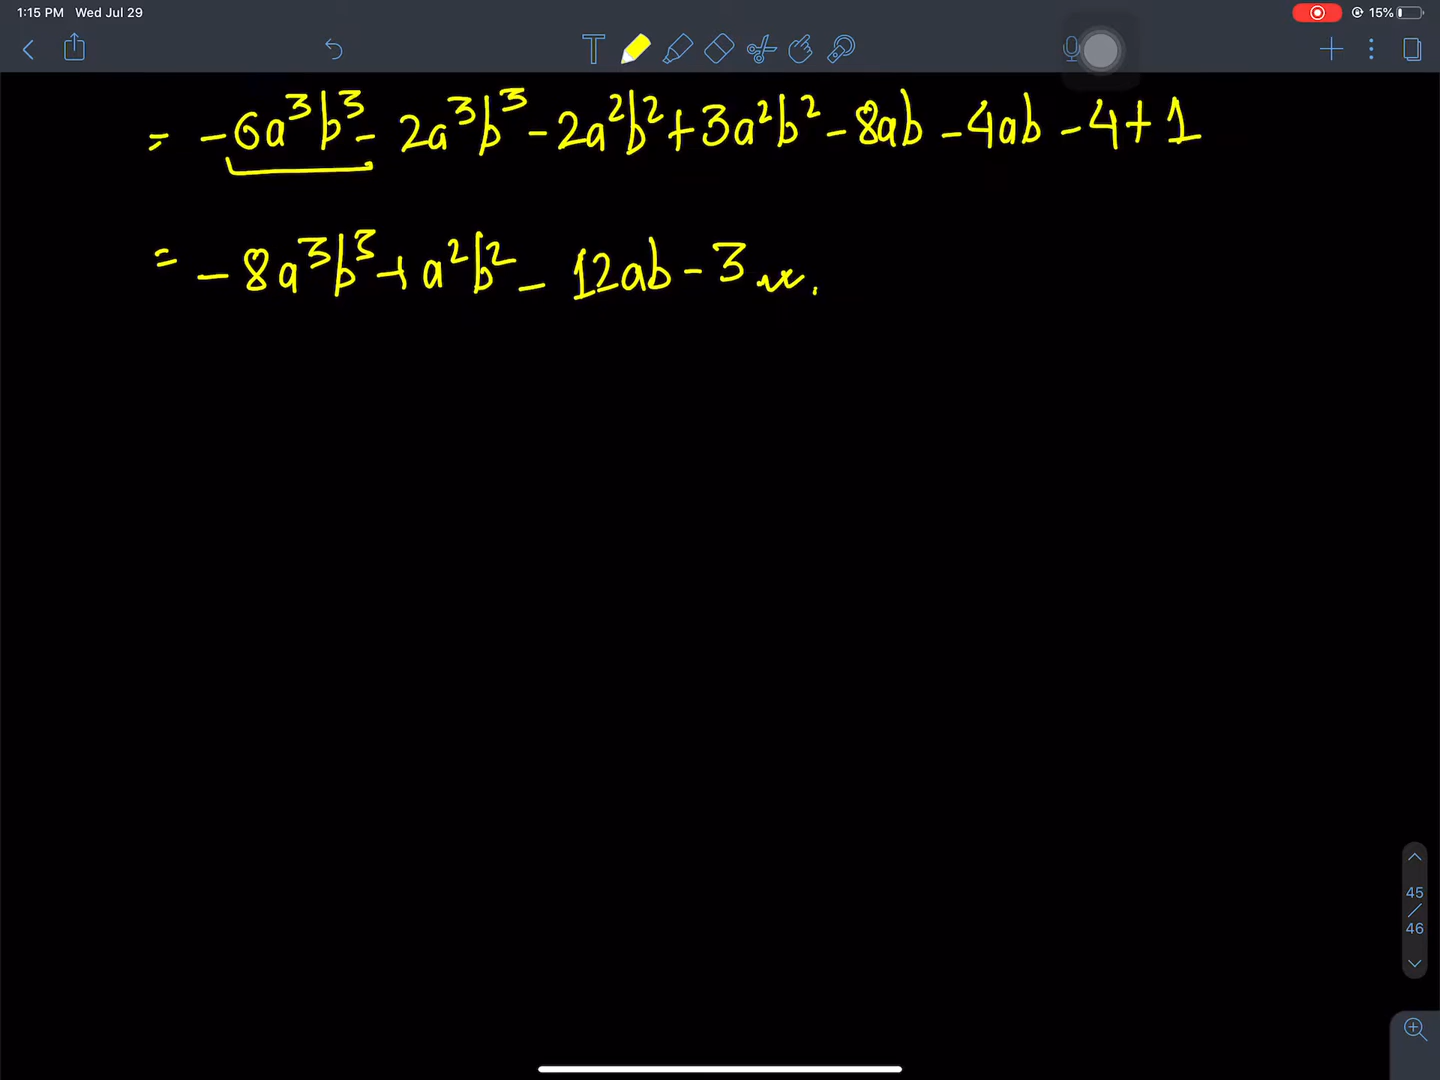 1:15 PM Wed Jul 29 15%
= -6a³b³ - 2a³b³ - 2a²b² + 3a²b² - 8ab - 4ab - 4 + 1
= -8a³b³ + a²b² - 12ab - 3
45
/
46